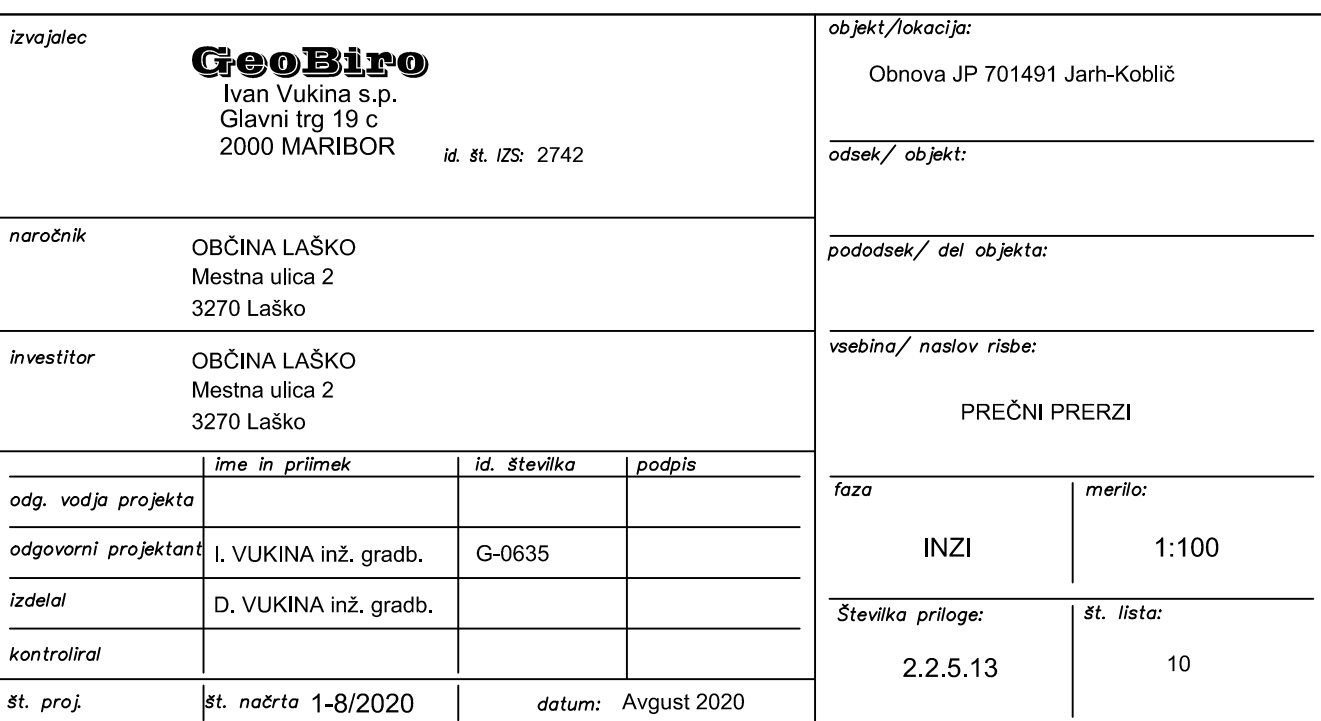 izvajalec
GeoBiro
Ivan Vukina s.p.
Glavni trg 19 c
2000 MARIBOR
id. št. IZS: 2742
naročnik
OBČINA LAŠKO
Mestna ulica 2
3270 Laško
investitor
OBČINA LAŠKO
Mestna ulica 2
3270 Laško
ime in priimek id. številka podpis
odg. vodja projekta
odgovorni projektant I. VUKINA inž. gradb. G-0635
izdelal D. VUKINA inž. gradb.
kontroliral
št. proj. št. načrta 1-8/2020 datum: Avgust 2020
objekt/lokacija:
Obnova JP 701491 Jarh-Koblič
odsek/ objekt:
pododsek/ del objekta:
vsebina/ naslov risbe:
PREČNI PRERZI
faza merilo:
INZI 1:100
Številka priloge: št. lista:
2.2.5.13 10